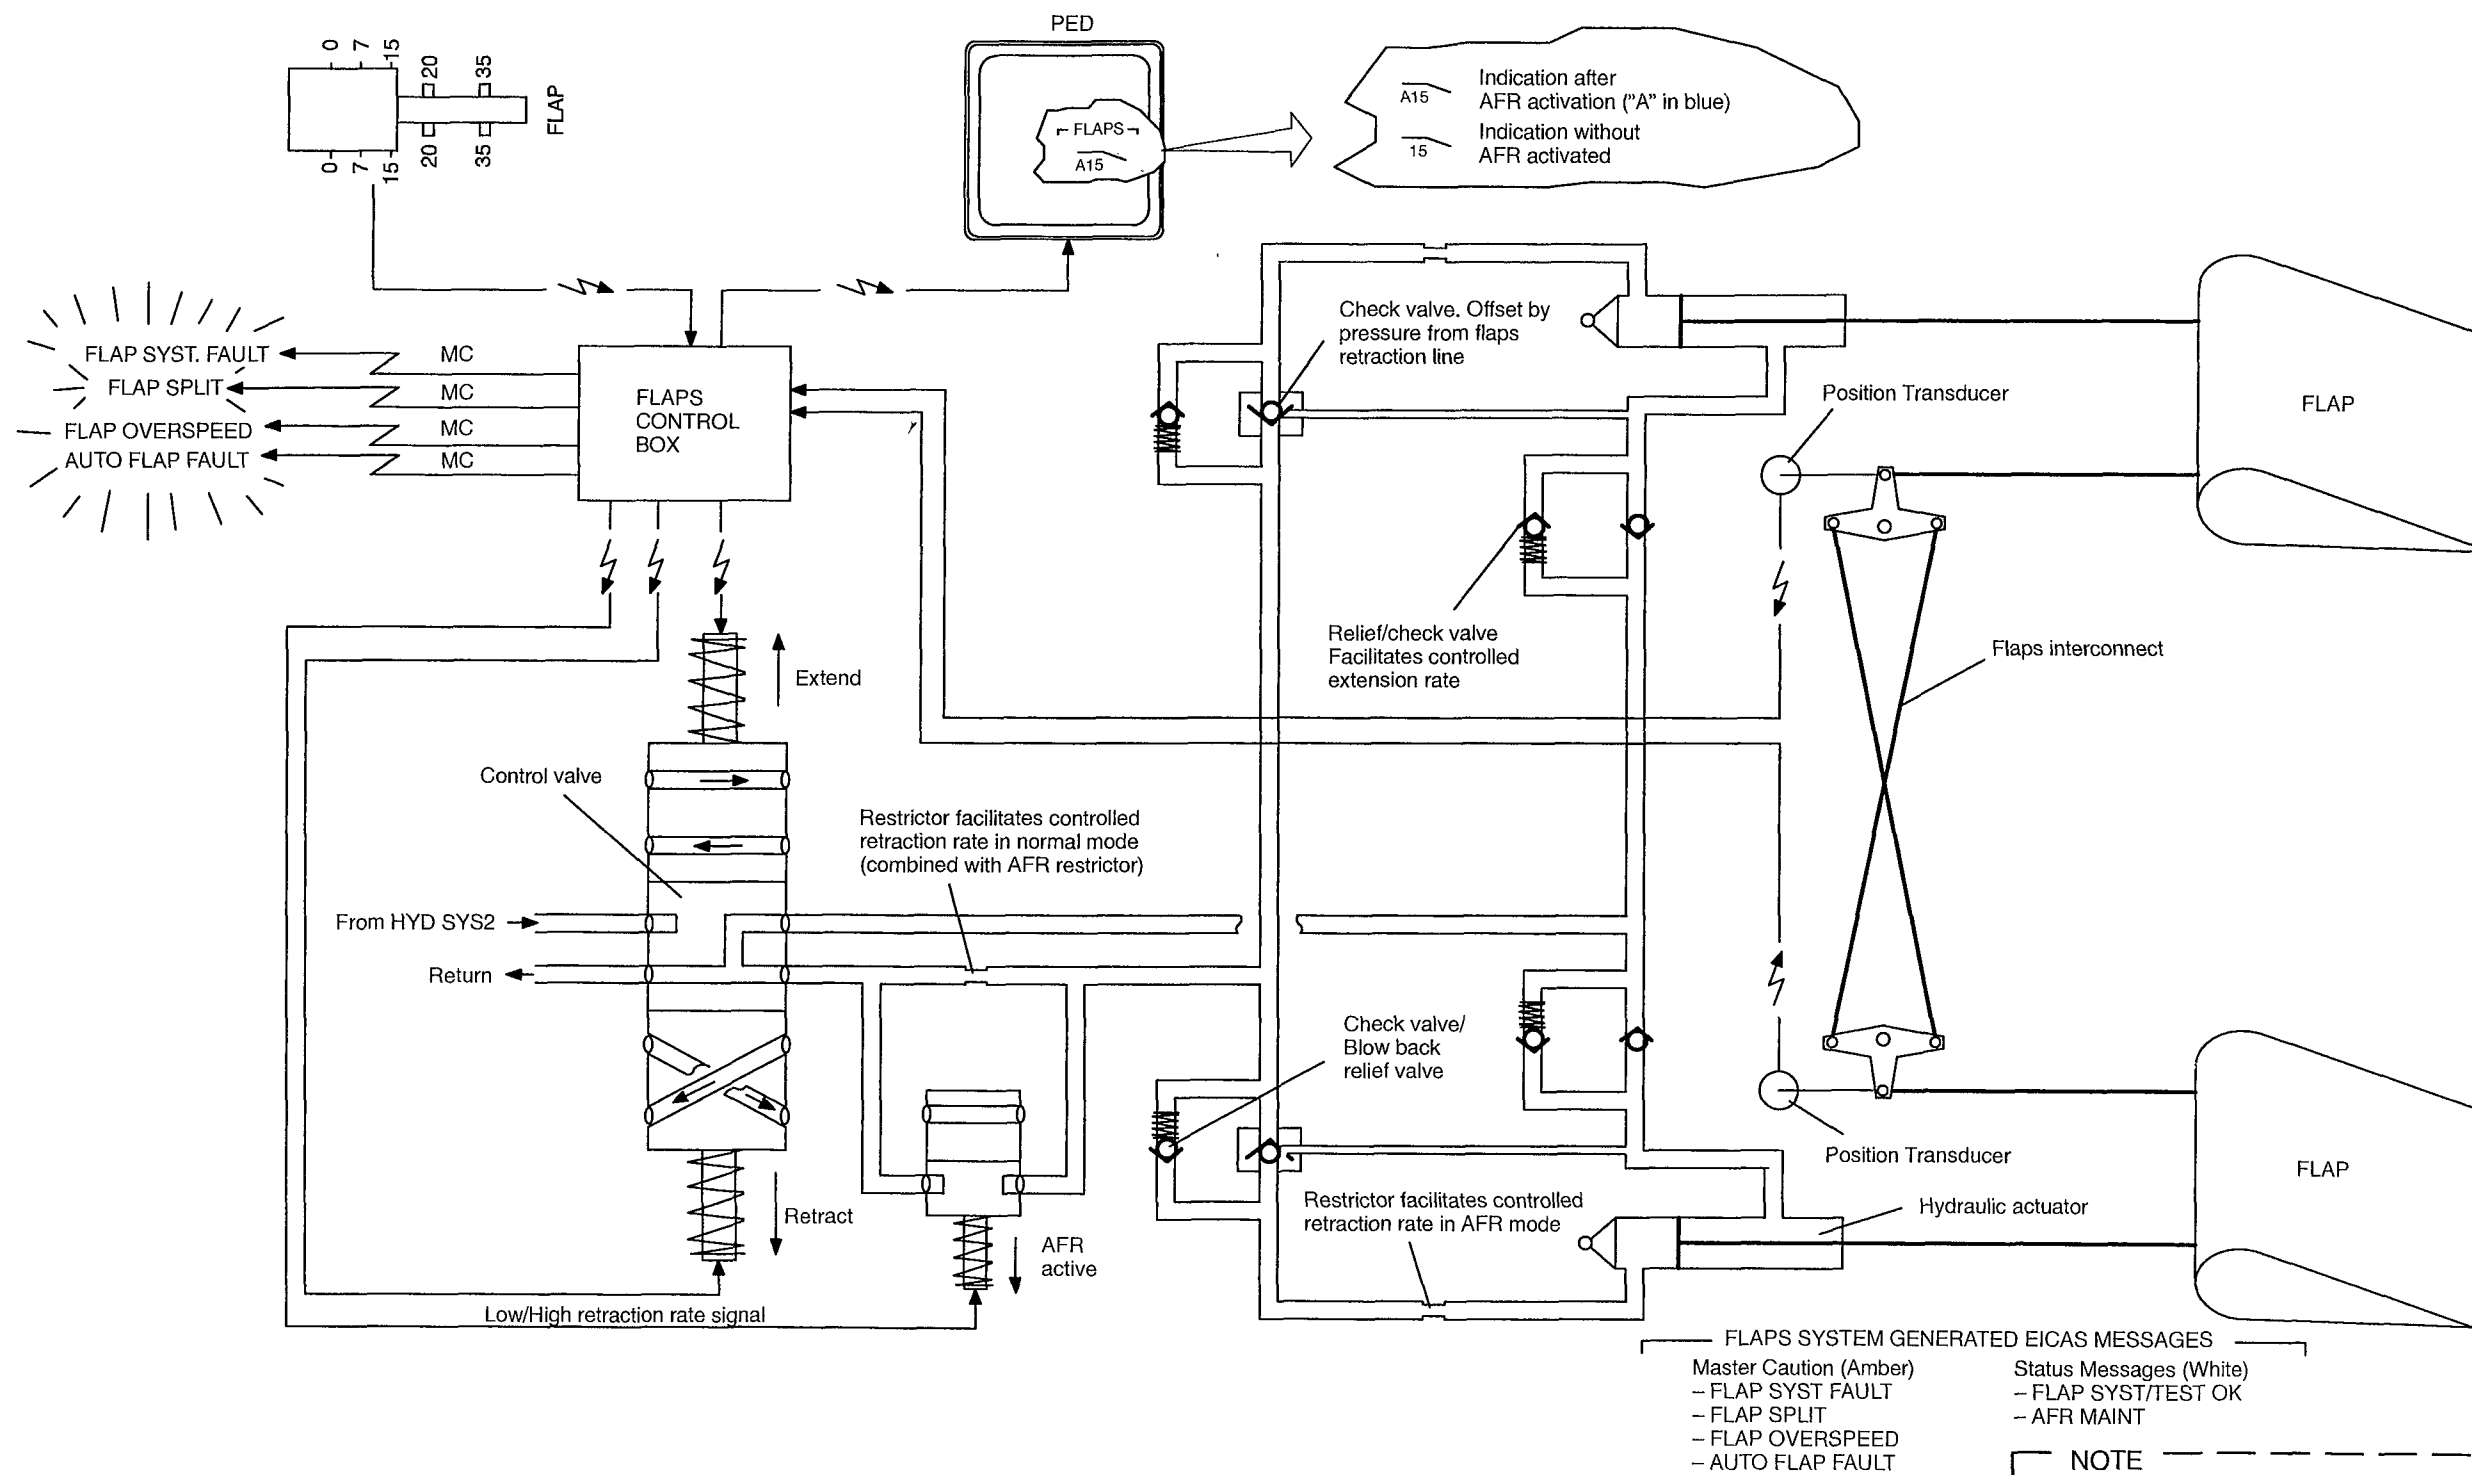 PED
0 7 15 20 35
FLAP
0 7 15 20 35
FLAPS
A15
A15
Indication after
AFR activation ("A" in blue)
15
Indication without
AFR activated
FLAP SYST. FAULT
MC
FLAP SPLIT
MC
FLAP OVERSPEED
MC
AUTO FLAP FAULT
MC
FLAPS
CONTROL
BOX
Check valve. Offset by
pressure from flaps
retraction line
Position Transducer
FLAP
Relief/check valve
Facilitates controlled
extension rate
Flaps interconnect
Extend
Control valve
Restrictor facilitates controlled
retraction rate in normal mode
(combined with AFR restrictor)
From HYD SYS2
Return
Check valve/
Blow back
relief valve
Position Transducer
FLAP
Restrictor facilitates controlled
retraction rate in AFR mode
Hydraulic actuator
Retract
AFR
active
Low/High retraction rate signal
FLAPS SYSTEM GENERATED EICAS MESSAGES
Master Caution (Amber)
– FLAP SYST FAULT
– FLAP SPLIT
– FLAP OVERSPEED
– AUTO FLAP FAULT
Status Messages (White)
– FLAP SYST/TEST OK
– AFR MAINT
NOTE